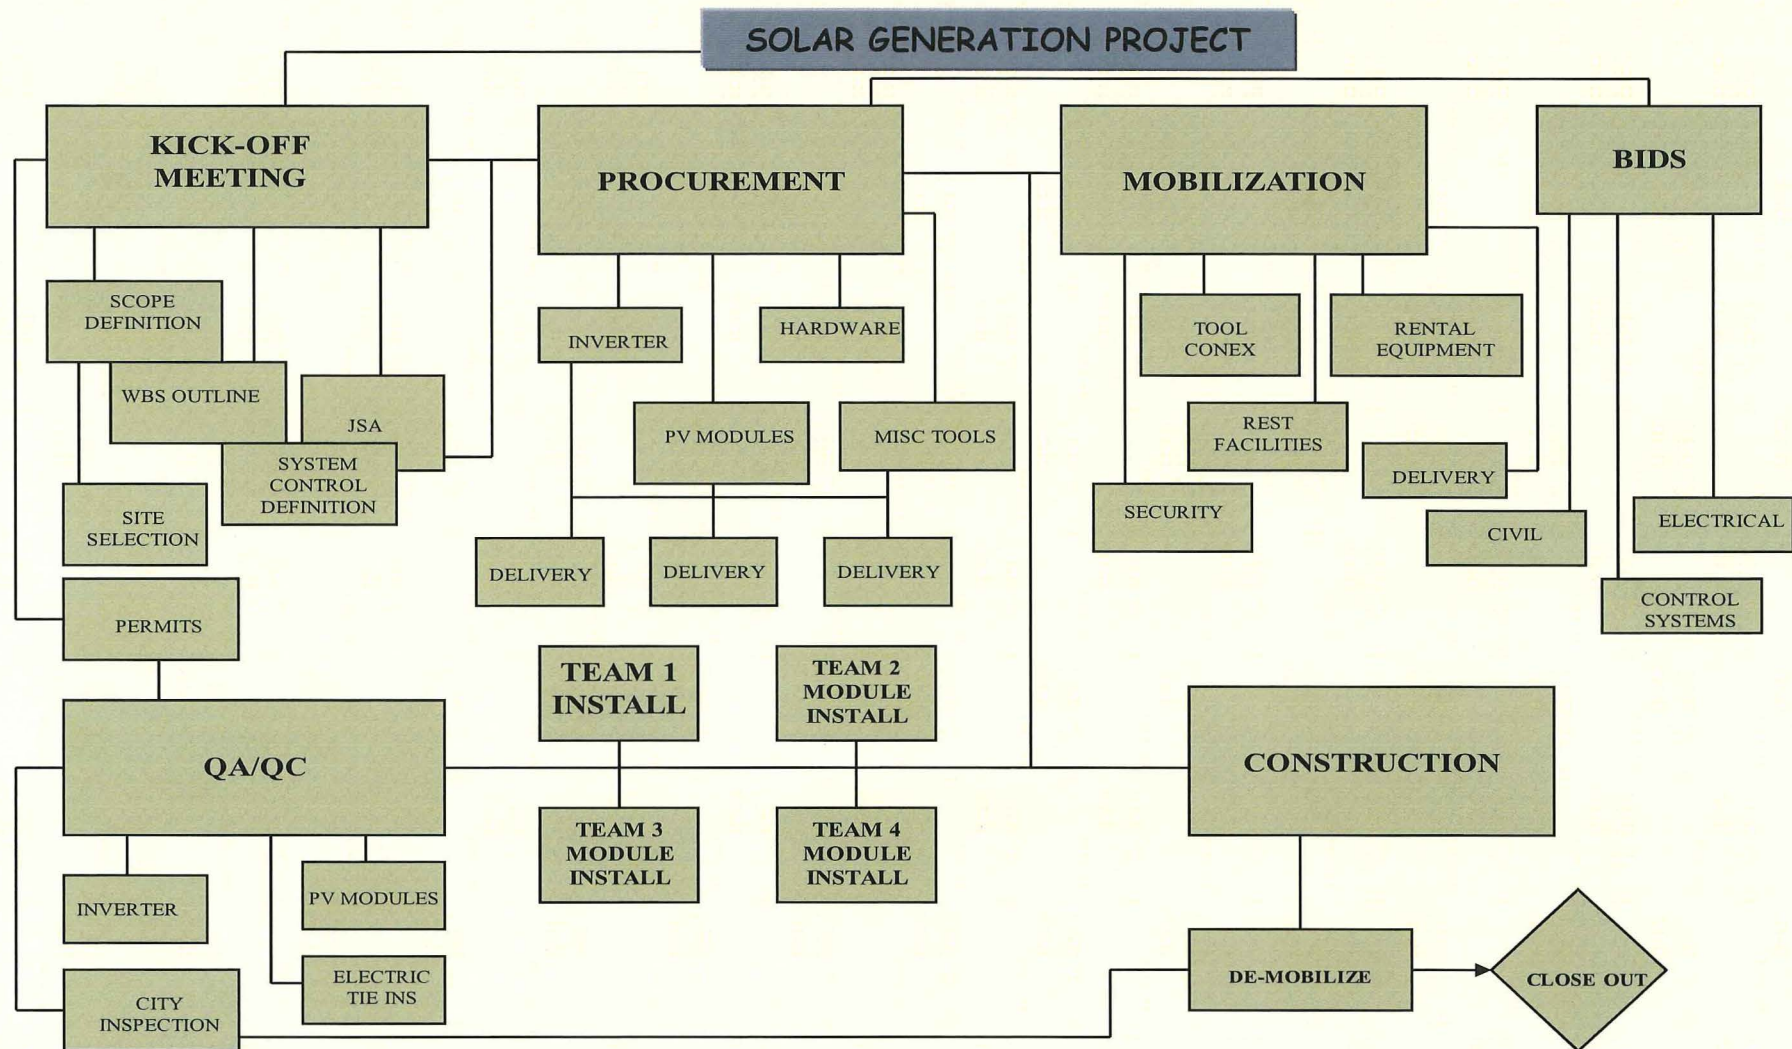 SOLAR GENERATION PROJECT
KICK-OFF
MEETING
PROCUREMENT
MOBILIZATION
BIDS
SCOPE
DEFINITION
WBS OUTLINE
JSA
SYSTEM
CONTROL
DEFINITION
SITE
SELECTION
PERMITS
INVERTER
HARDWARE
PV MODULES
MISC TOOLS
DELIVERY
DELIVERY
DELIVERY
TOOL
CONEX
RENTAL
EQUIPMENT
REST
FACILITIES
DELIVERY
SECURITY
CIVIL
ELECTRICAL
CONTROL
SYSTEMS
TEAM 1
INSTALL
TEAM 2
MODULE
INSTALL
QA/QC
CONSTRUCTION
TEAM 3
MODULE
INSTALL
TEAM 4
MODULE
INSTALL
INVERTER
PV MODULES
ELECTRIC
TIE INS
CITY
INSPECTION
DE-MOBILIZE
CLOSE OUT